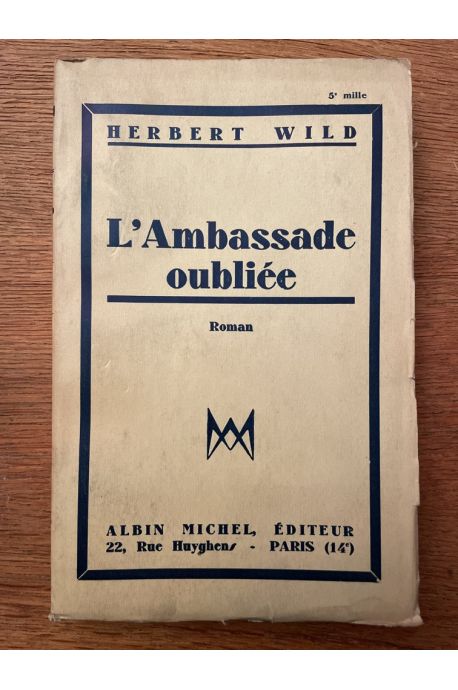 5e mille
HERBERT WILD
L'Ambassade
oubliée
Roman
ALBIN MICHEL, ÉDITEUR
22, Rue Huyghens - PARIS (14e)